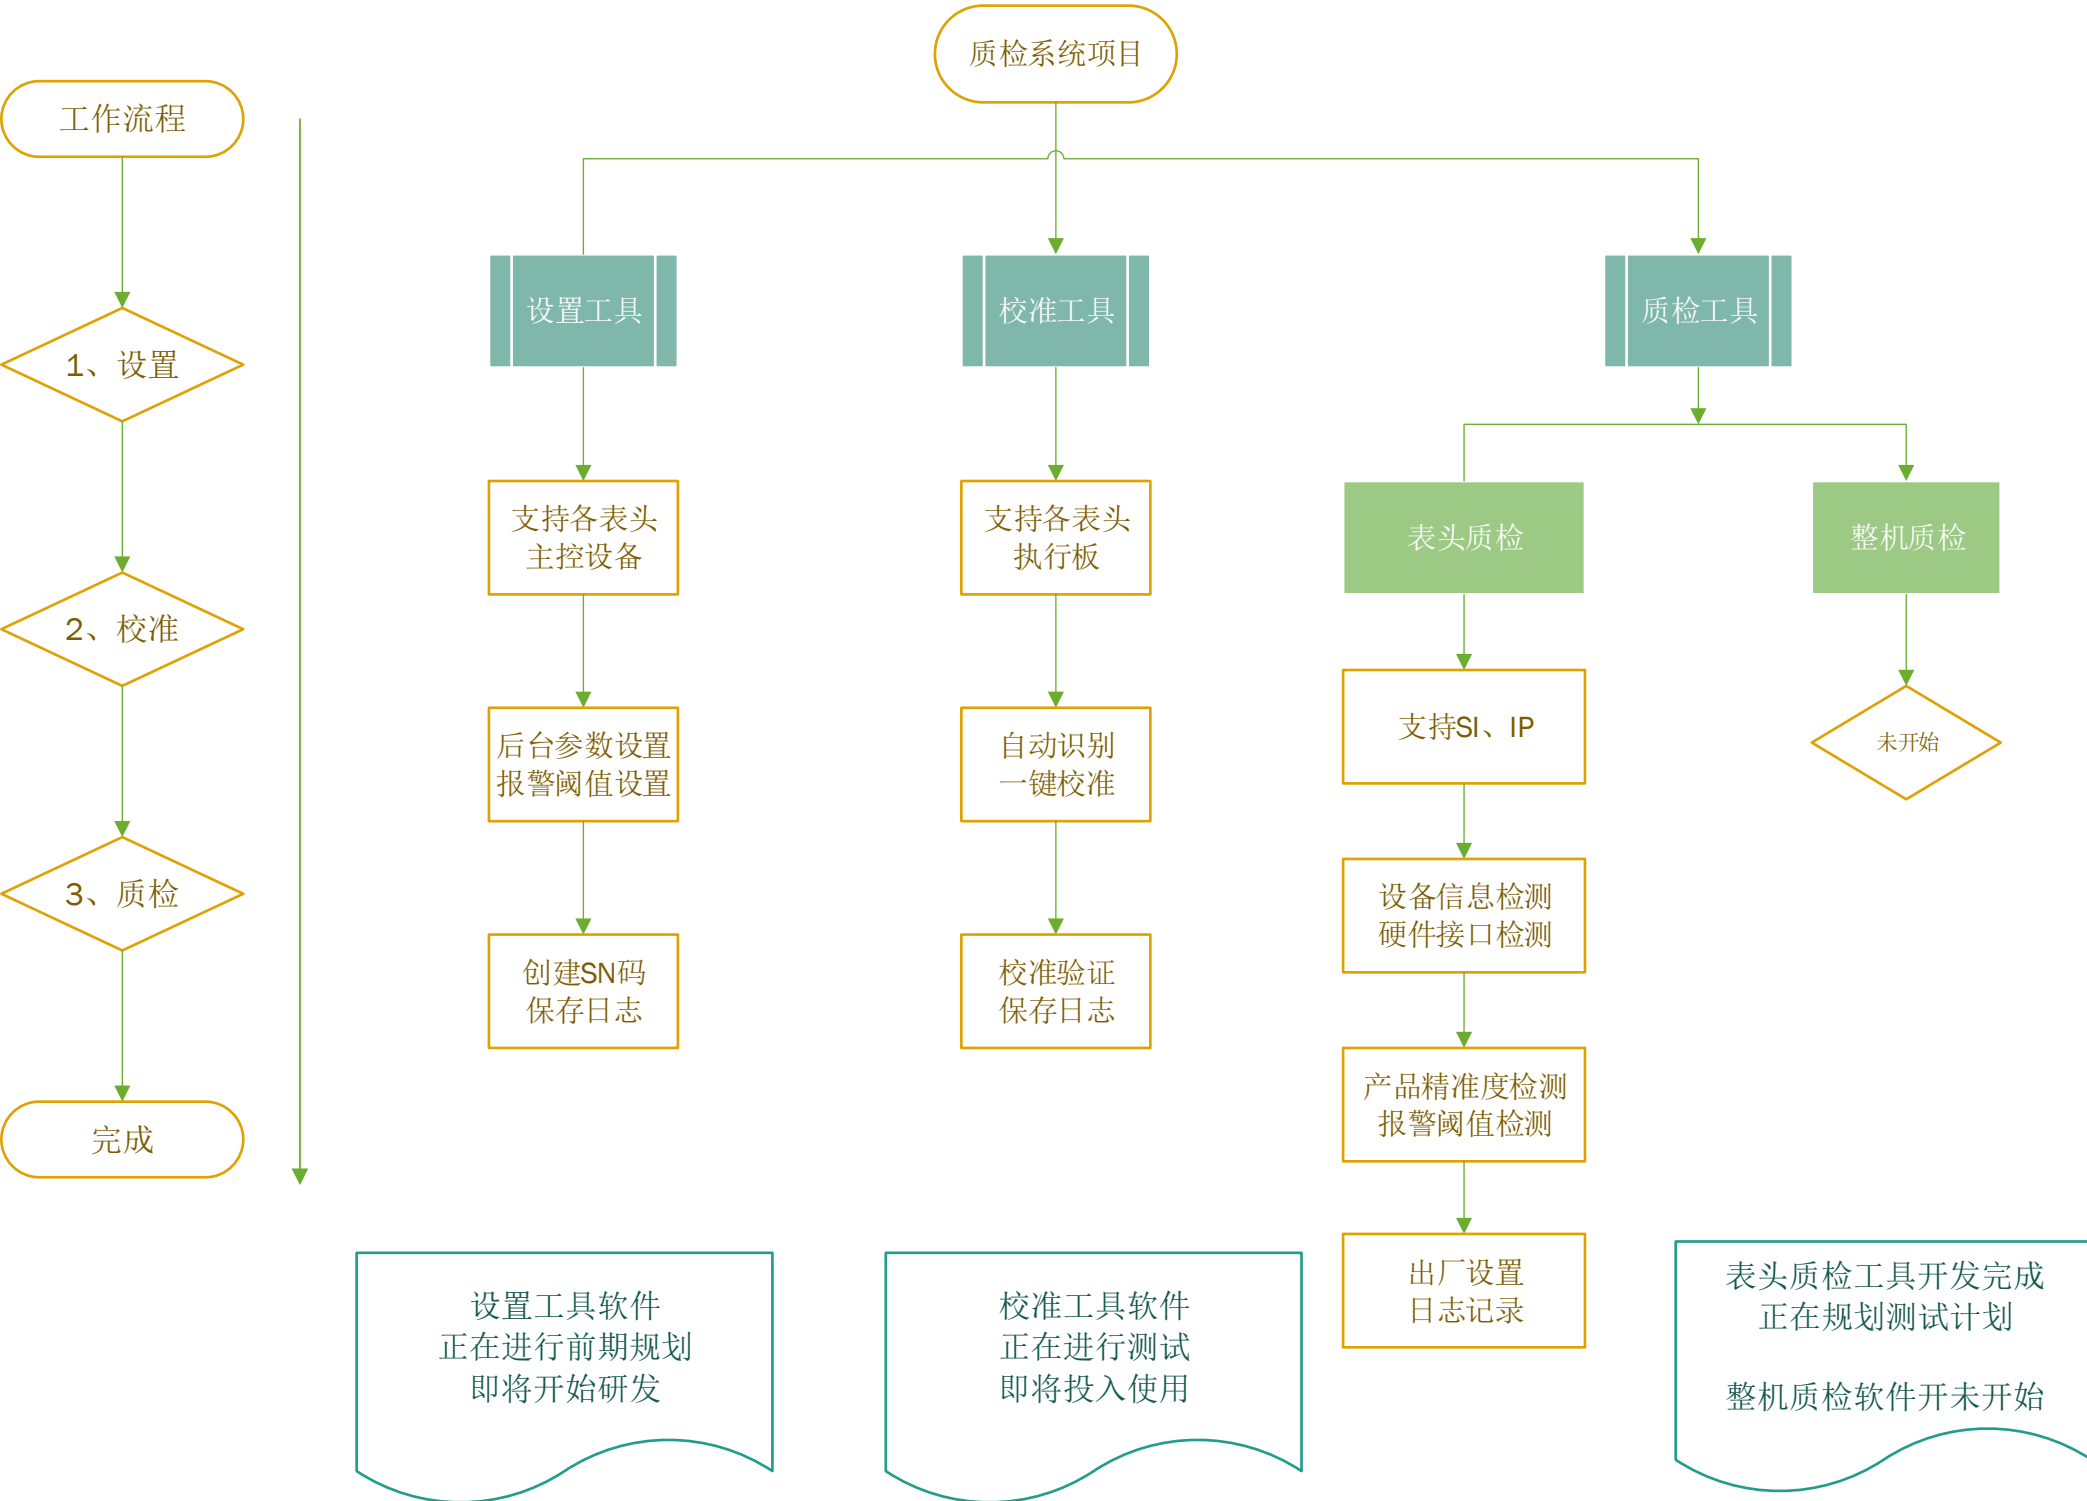 质检系统项目
工作流程
1、设置
2、校准
3、质检
完成
设置工具
支持各表头
主控设备
后台参数设置
报警阈值设置
创建SN码
保存日志
校准工具
支持各表头
执行板
自动识别
一键校准
校准验证
保存日志
质检工具
表头质检
支持SI、IP
设备信息检测
硬件接口检测
产品精准度检测
报警阈值检测
出厂设置
日志记录
整机质检
未开始
设置工具软件
正在进行前期规划
即将开始研发
校准工具软件
正在进行测试
即将投入使用
表头质检工具开发完成
正在规划测试计划
整机质检软件开未开始